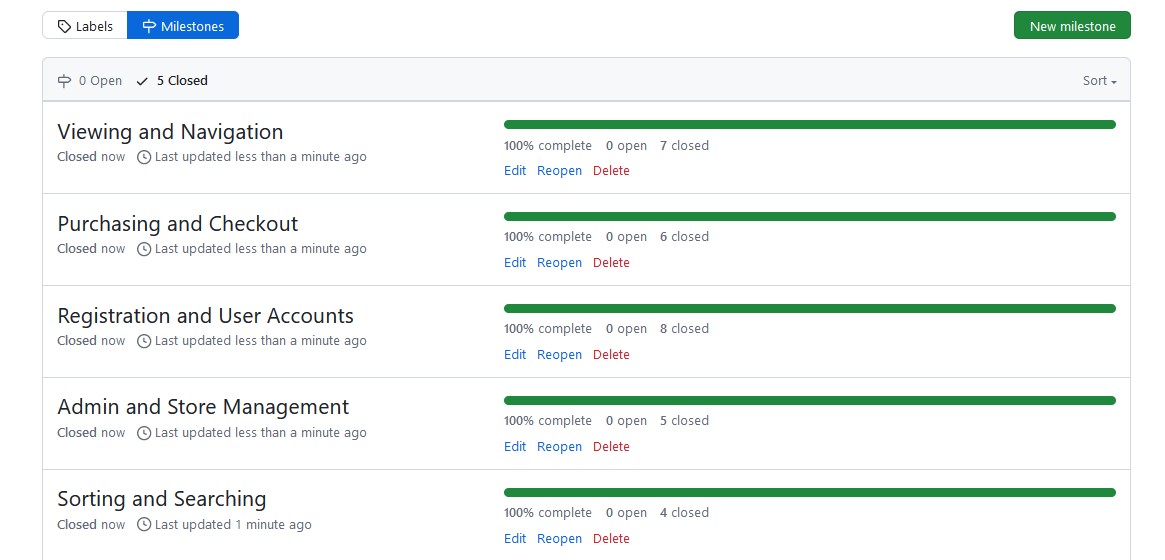 Labels Milestones New milestone
0 Open 5 Closed Sort
Viewing and Navigation
Closed now Last updated less than a minute ago
100% complete 0 open 7 closed
Edit Reopen Delete
Purchasing and Checkout
Closed now Last updated less than a minute ago
100% complete 0 open 6 closed
Edit Reopen Delete
Registration and User Accounts
Closed now Last updated less than a minute ago
100% complete 0 open 8 closed
Edit Reopen Delete
Admin and Store Management
Closed now Last updated less than a minute ago
100% complete 0 open 5 closed
Edit Reopen Delete
Sorting and Searching
Closed now Last updated 1 minute ago
100% complete 0 open 4 closed
Edit Reopen Delete